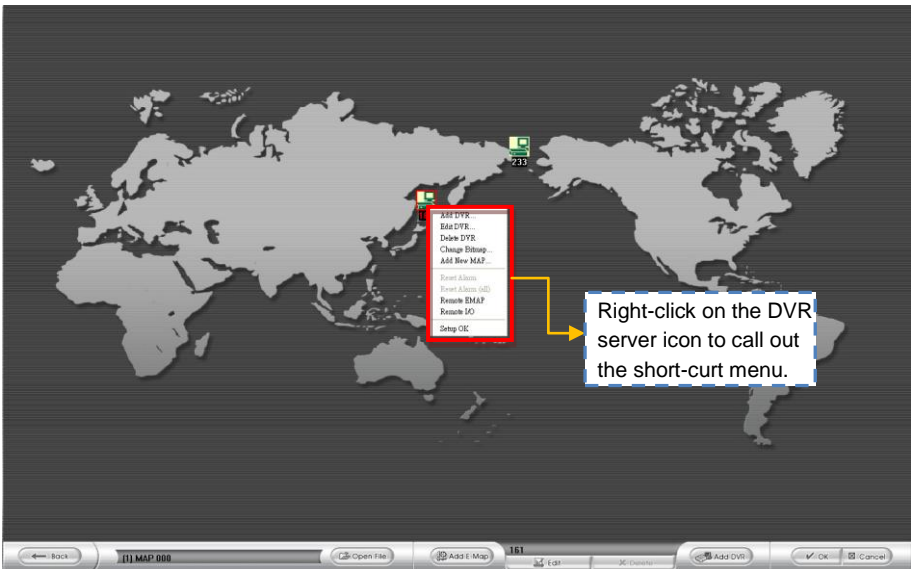 233
Add DVR...
Edit DVR...
Delete DVR
Change Bitmap...
Add New MAP...
Reset Alarm
Reset Alarm (all)
Remote EMAP
Remote I/O
Setup OK
Right-click on the DVR
server icon to call out
the short-curt menu.
Back
[1] MAP 000
Open File
Add E-Map
161
Edit
Delete
Add DVR
OK
Cancel